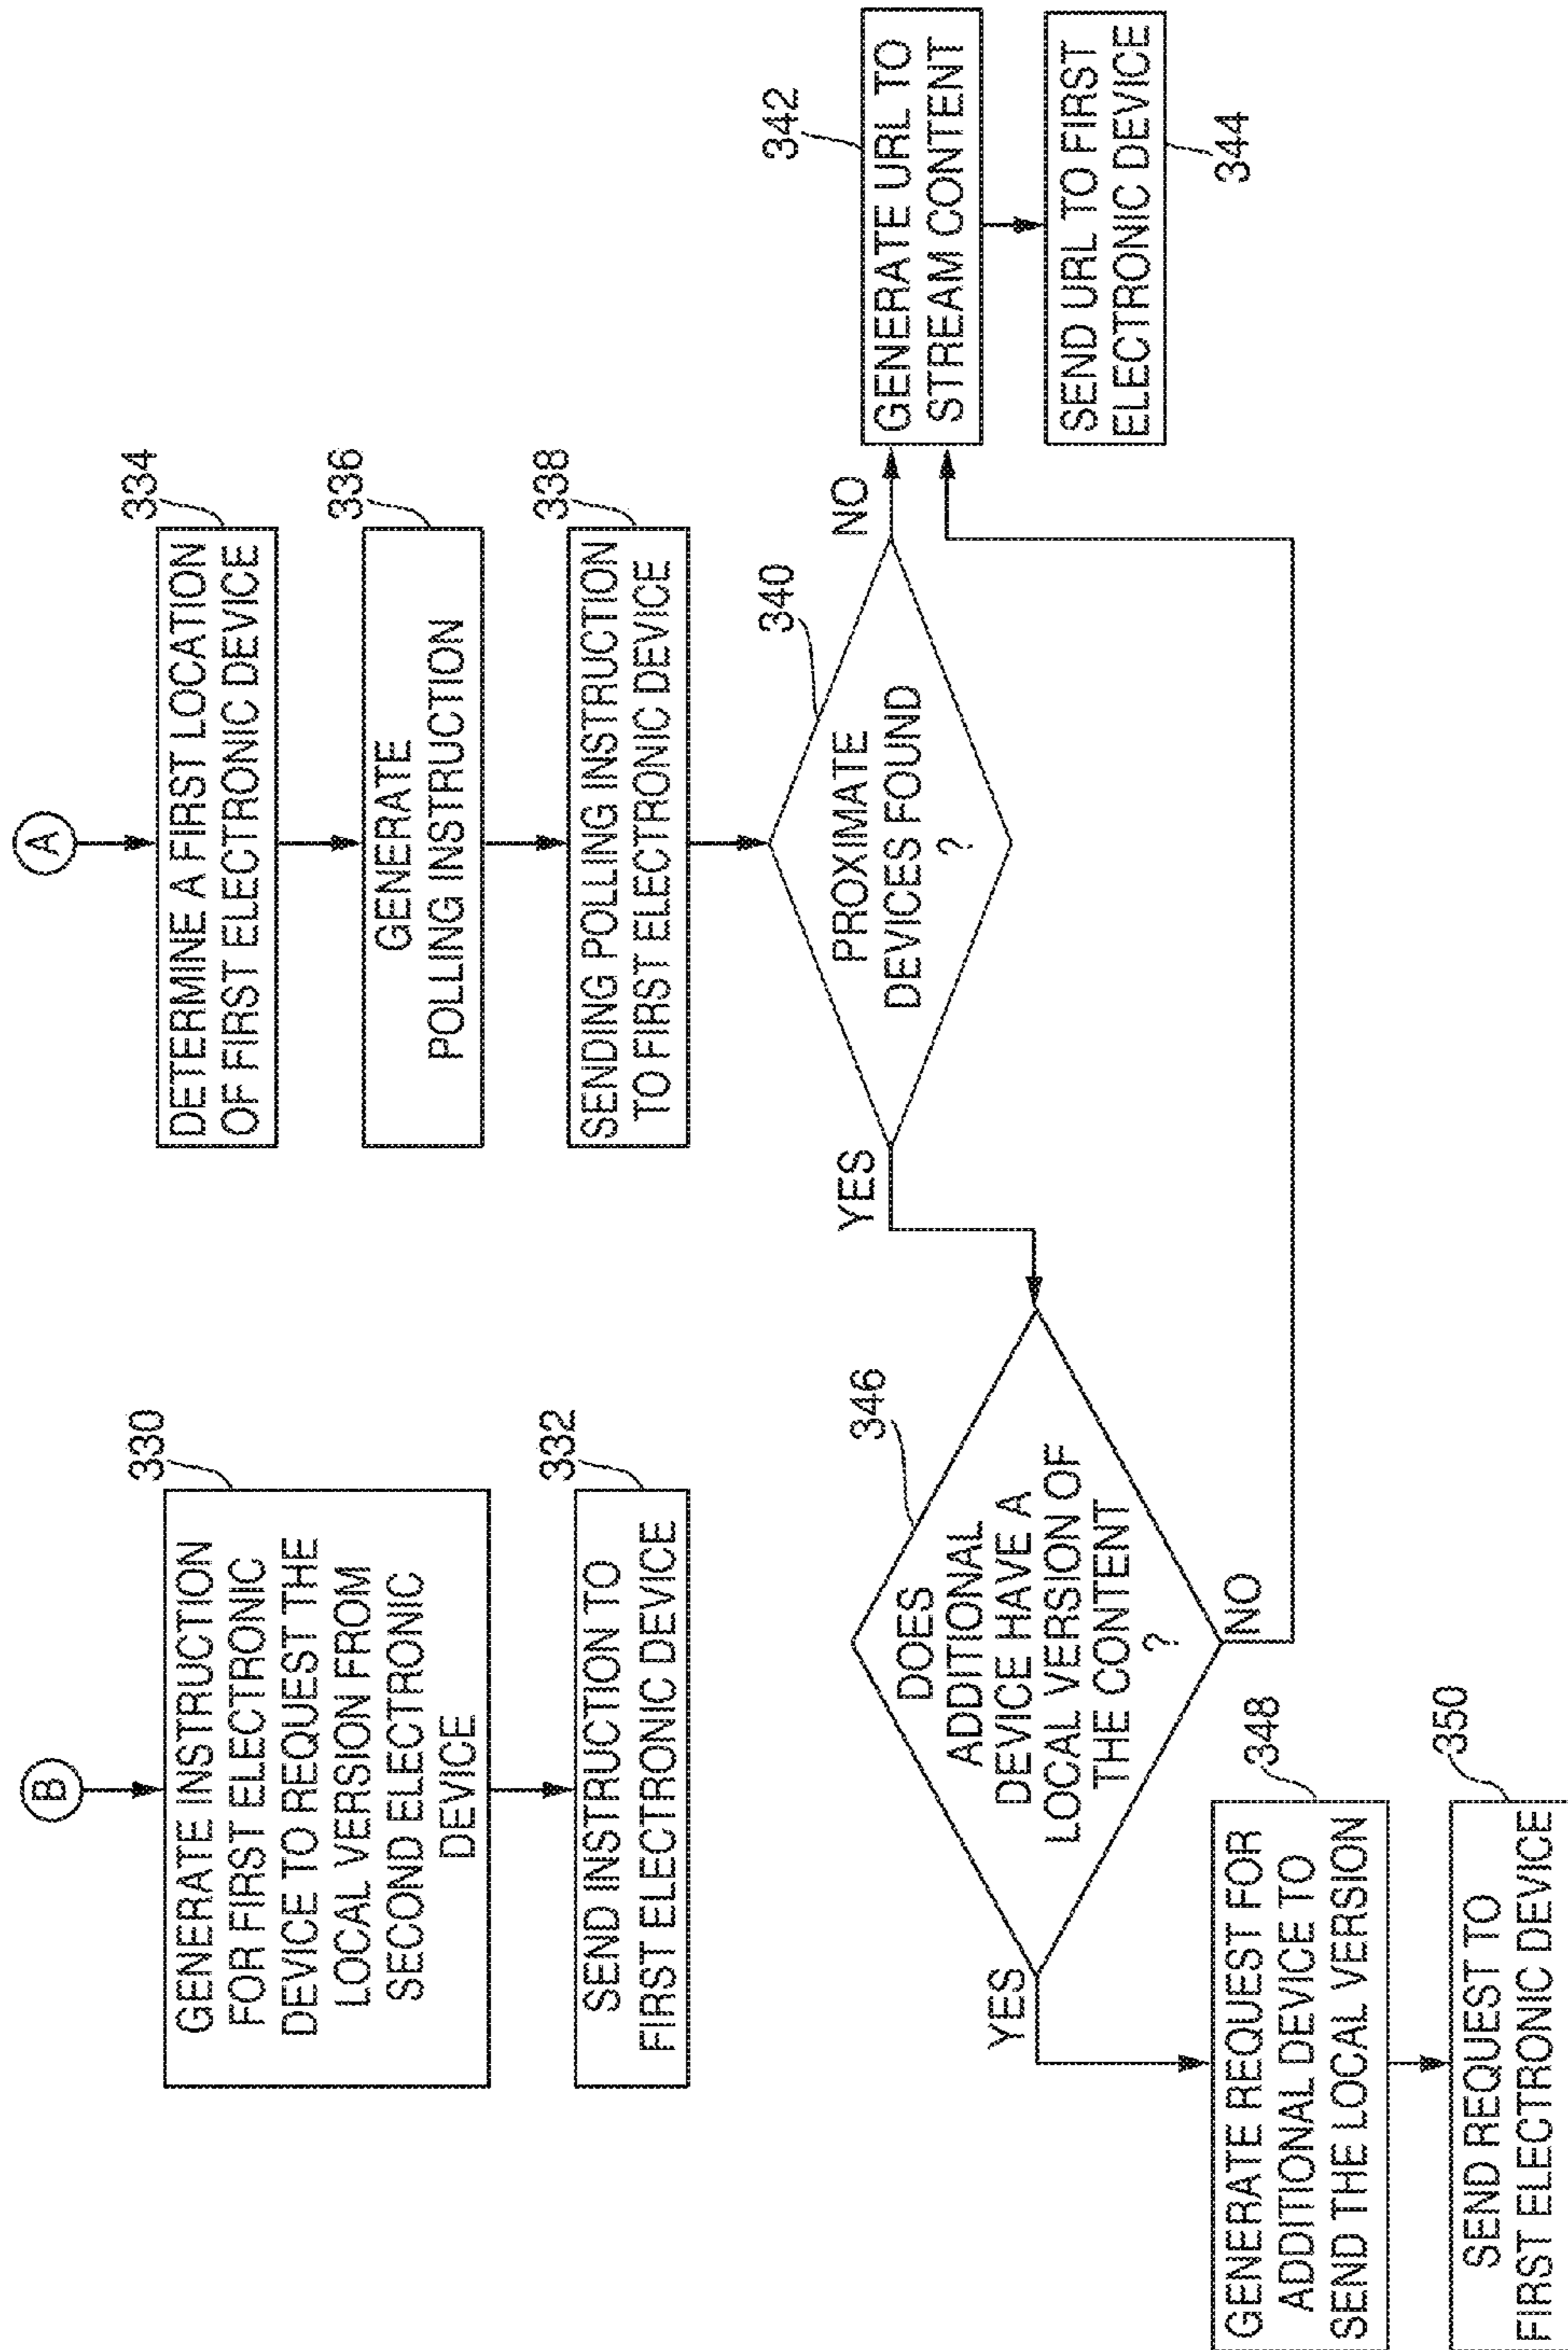 B
330
GENERATE INSTRUCTION
FOR FIRST ELECTRONIC
DEVICE TO REQUEST THE
LOCAL VERSION FROM
SECOND ELECTRONIC
DEVICE
332
SEND INSTRUCTION TO
FIRST ELECTRONIC DEVICE
A
334
DETERMINE A FIRST LOCATION
OF FIRST ELECTRONIC DEVICE
336
GENERATE
POLLING INSTRUCTION
338
SENDING POLLING INSTRUCTION
TO FIRST ELECTRONIC DEVICE
340
PROXIMATE
DEVICES FOUND
?
YES
NO
342
GENERATE URL TO
STREAM CONTENT
SEND URL TO FIRST
ELECTRONIC DEVICE
344
346
DOES
ADDITIONAL
DEVICE HAVE A
LOCAL VERSION OF
THE CONTENT
?
YES
NO
348
GENERATE REQUEST FOR
ADDITIONAL DEVICE TO
SEND THE LOCAL VERSION
350
SEND REQUEST TO
FIRST ELECTRONIC DEVICE